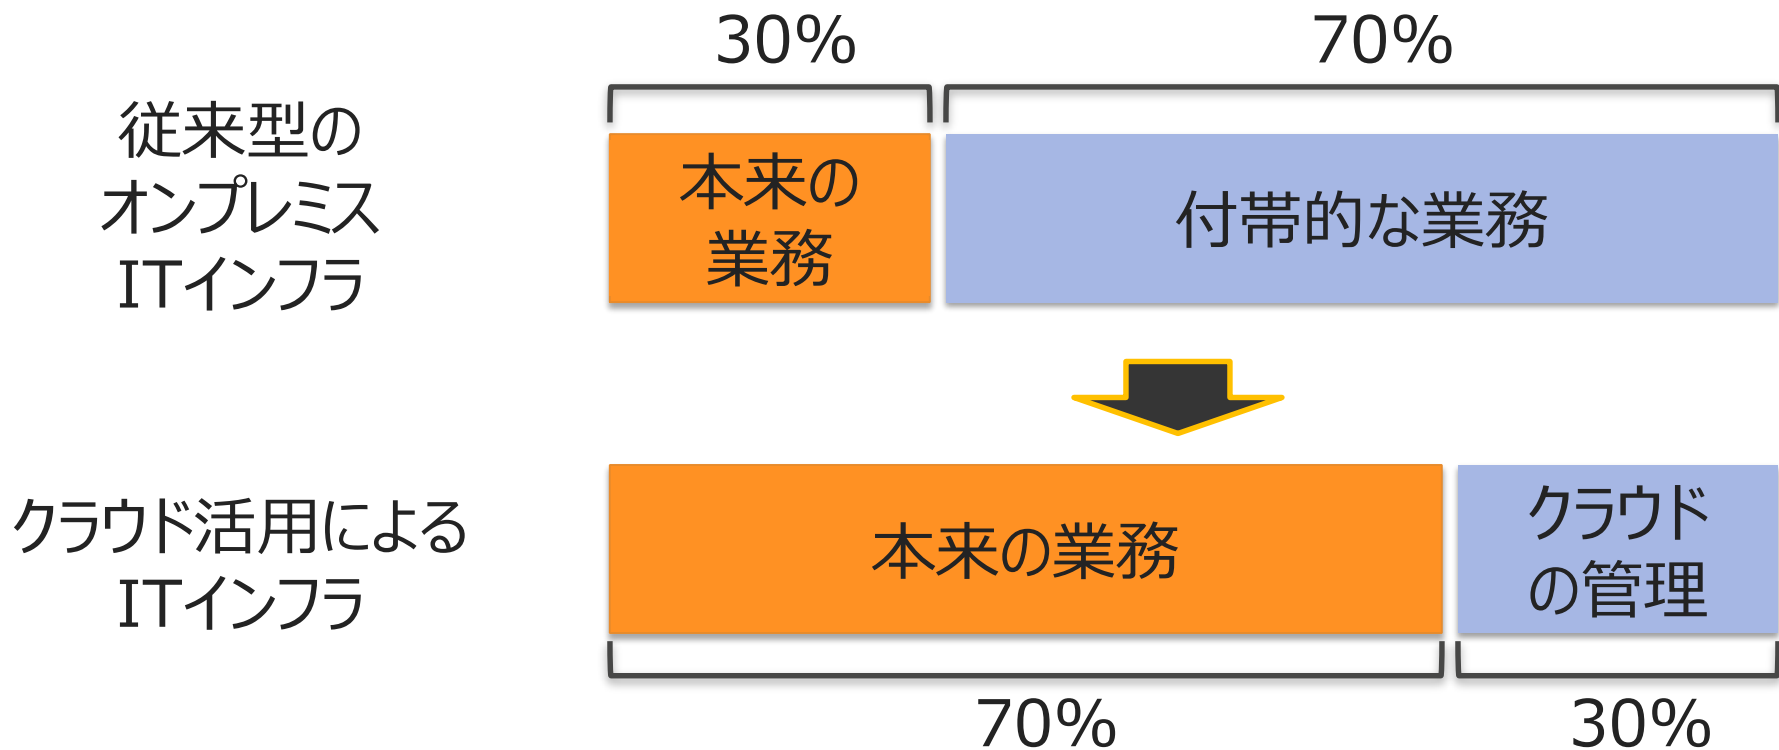 30%
70%
従来型の
オンプレミス
ITインフラ
本来の
業務
付帯的な業務
クラウド活用による
ITインフラ
本来の業務
クラウド
の管理
70%
30%